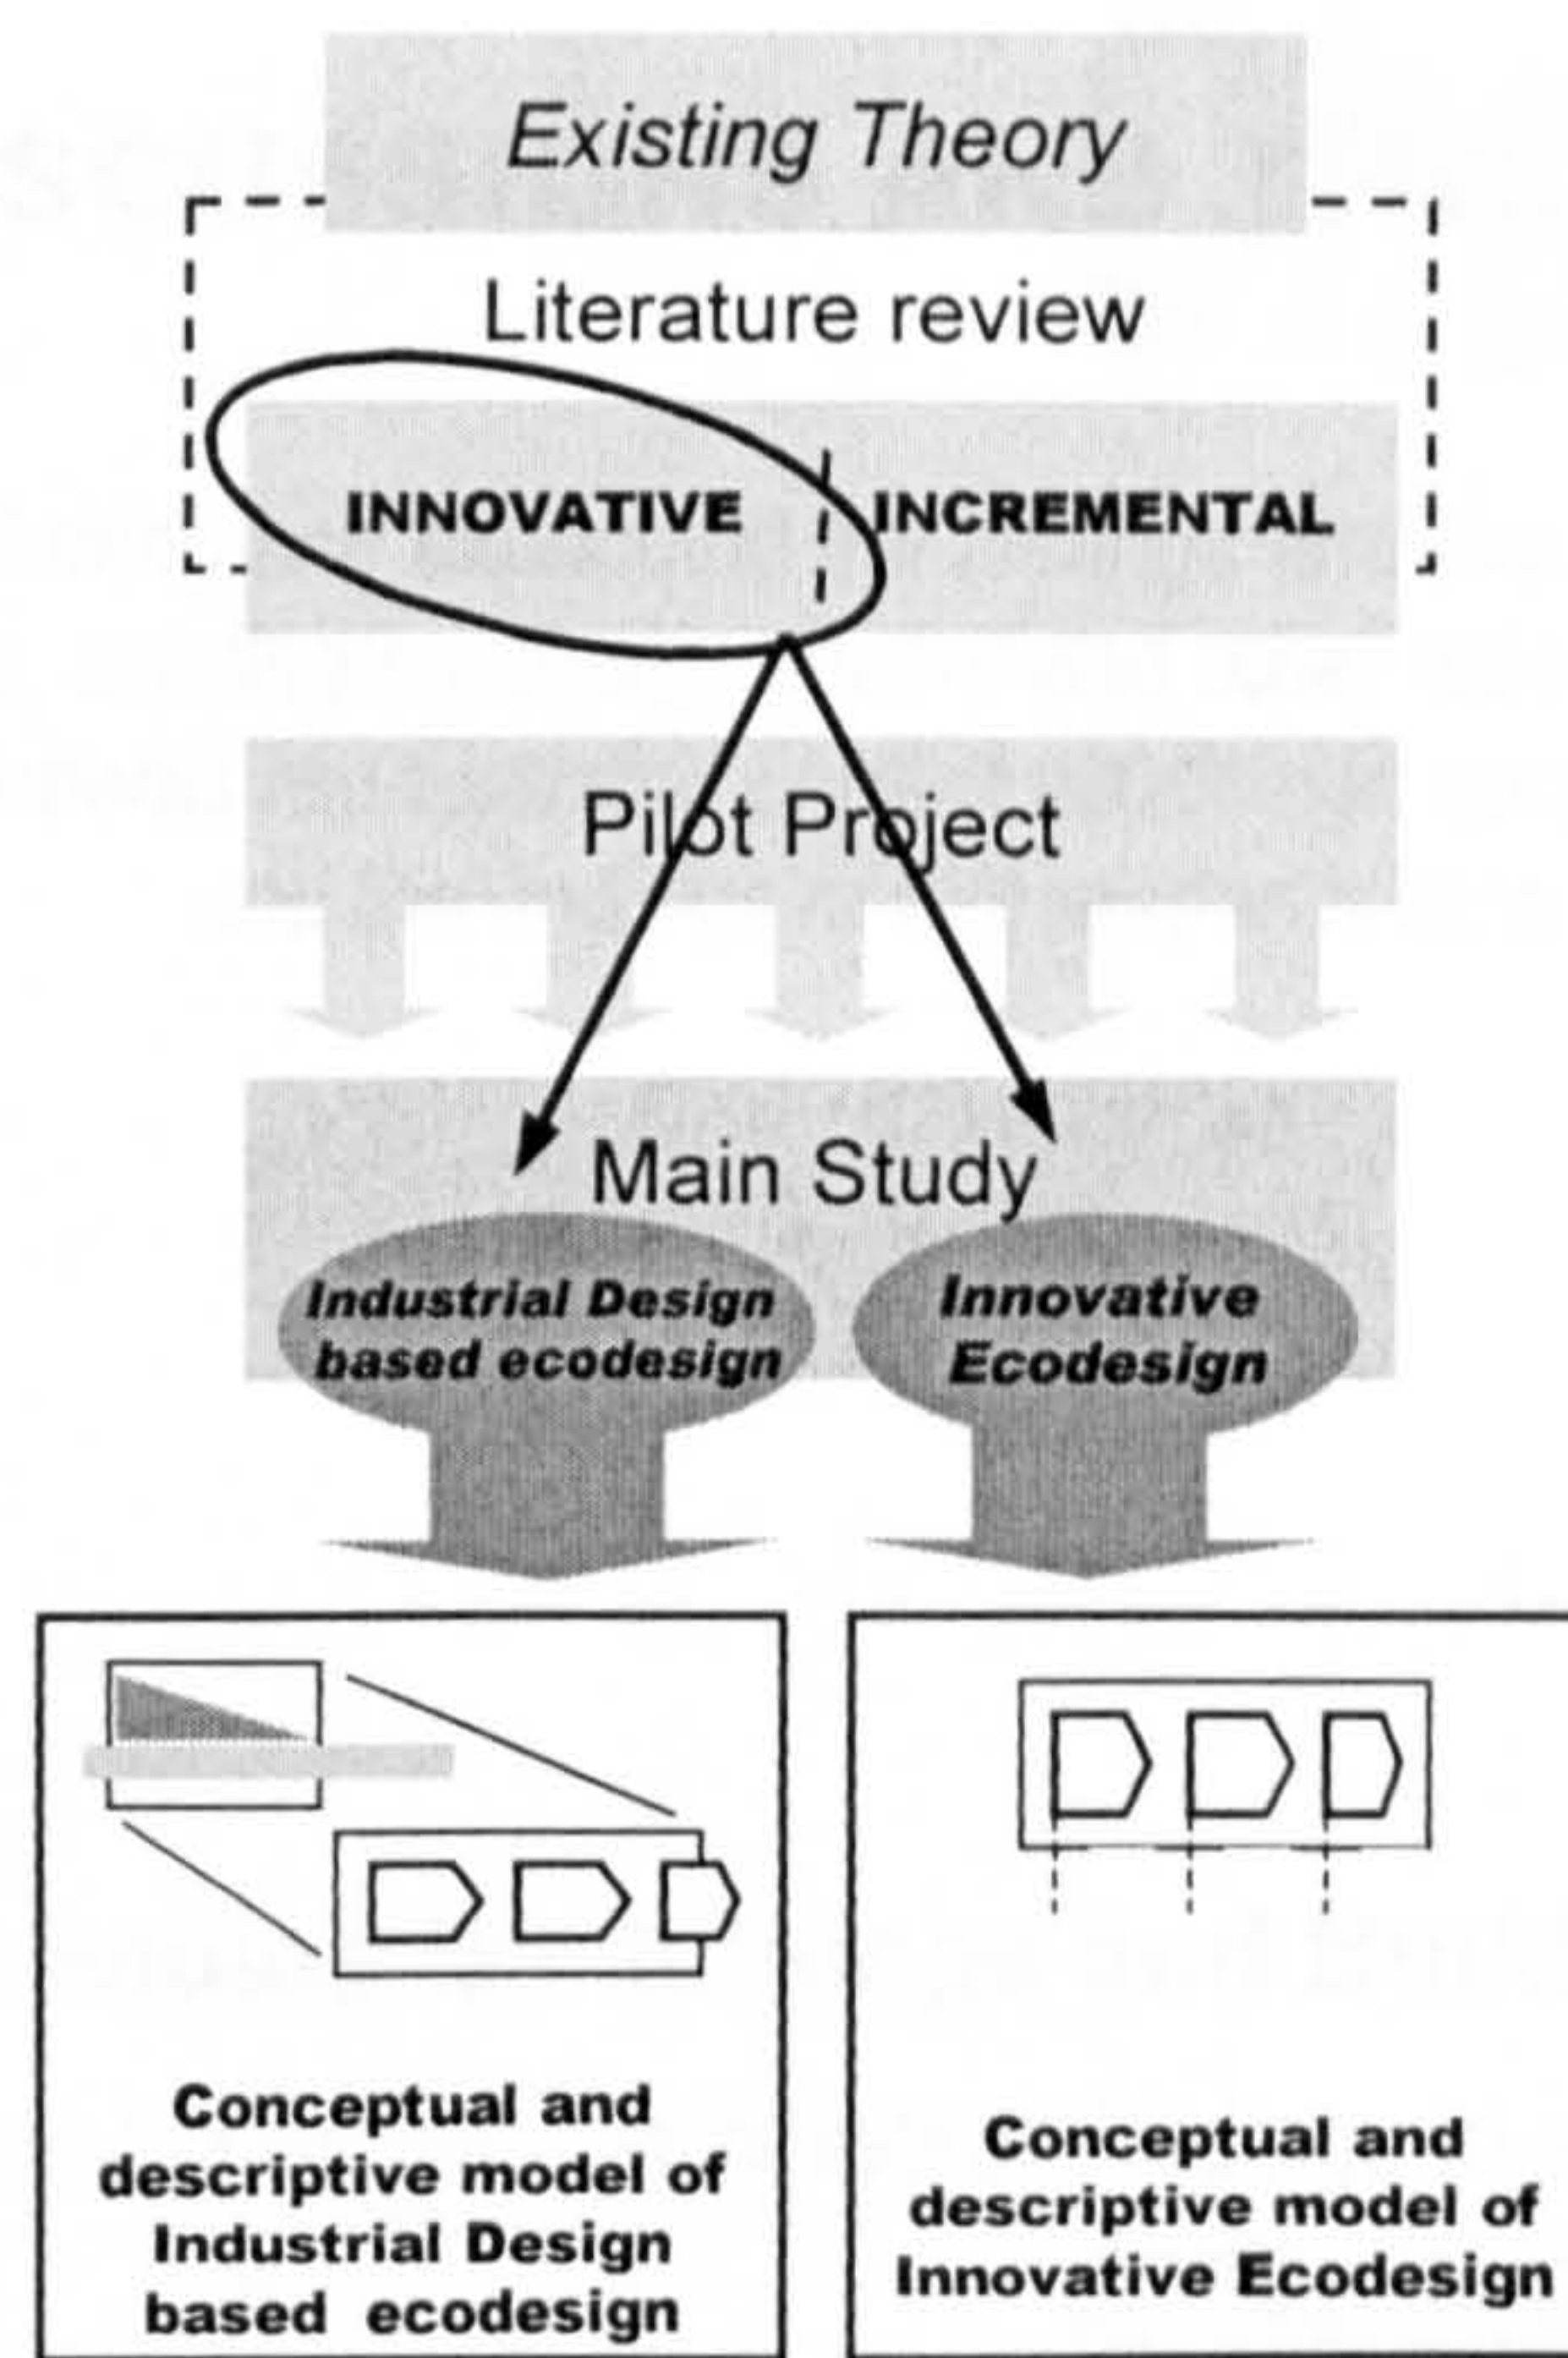 Existing Theory
Literature review
INNOVATIVE
INCREMENTAL
Pilot Project
Main Study
Industrial Design
based ecodesign
Innovative
Ecodesign
Conceptual and
descriptive model of
Industrial Design
based ecodesign
Conceptual and
descriptive model of
Innovative Ecodesign